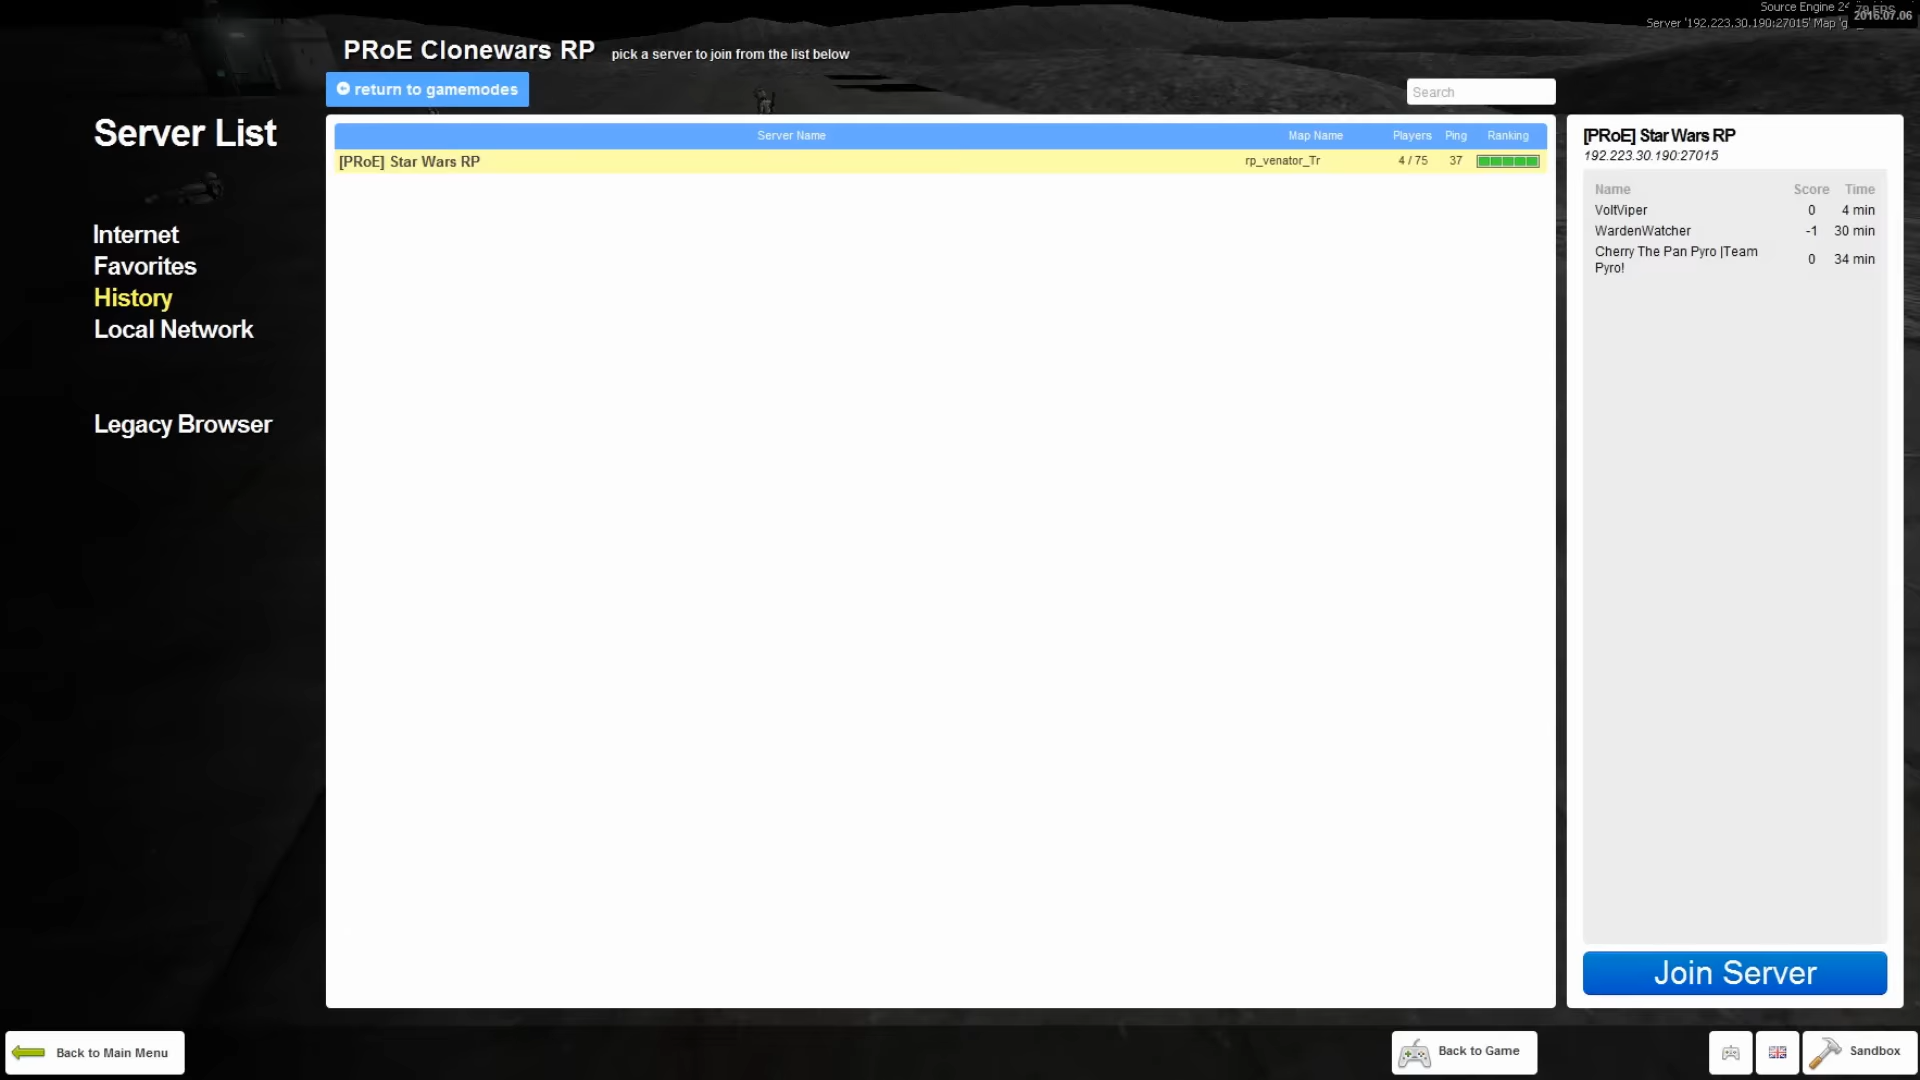 Source Engine 24
2016.07.06
Server '192.223.30.190:27015' Map 'g
PRoE Clonewars RP pick a server to join from the list below
return to gamemodes
Search
Server List
Internet
Favorites
History
Local Network
Legacy Browser
Server Name Map Name Players Ping Ranking
[PRoE] Star Wars RP rp_venator_Tr 4 / 75 37
[PRoE] Star Wars RP
192.223.30.190:27015
Name Score Time
VoltViper 0 4 min
WardenWatcher -1 30 min
Cherry The Pan Pyro |Team
Pyro! 0 34 min
Join Server
Back to Main Menu
Back to Game
Sandbox